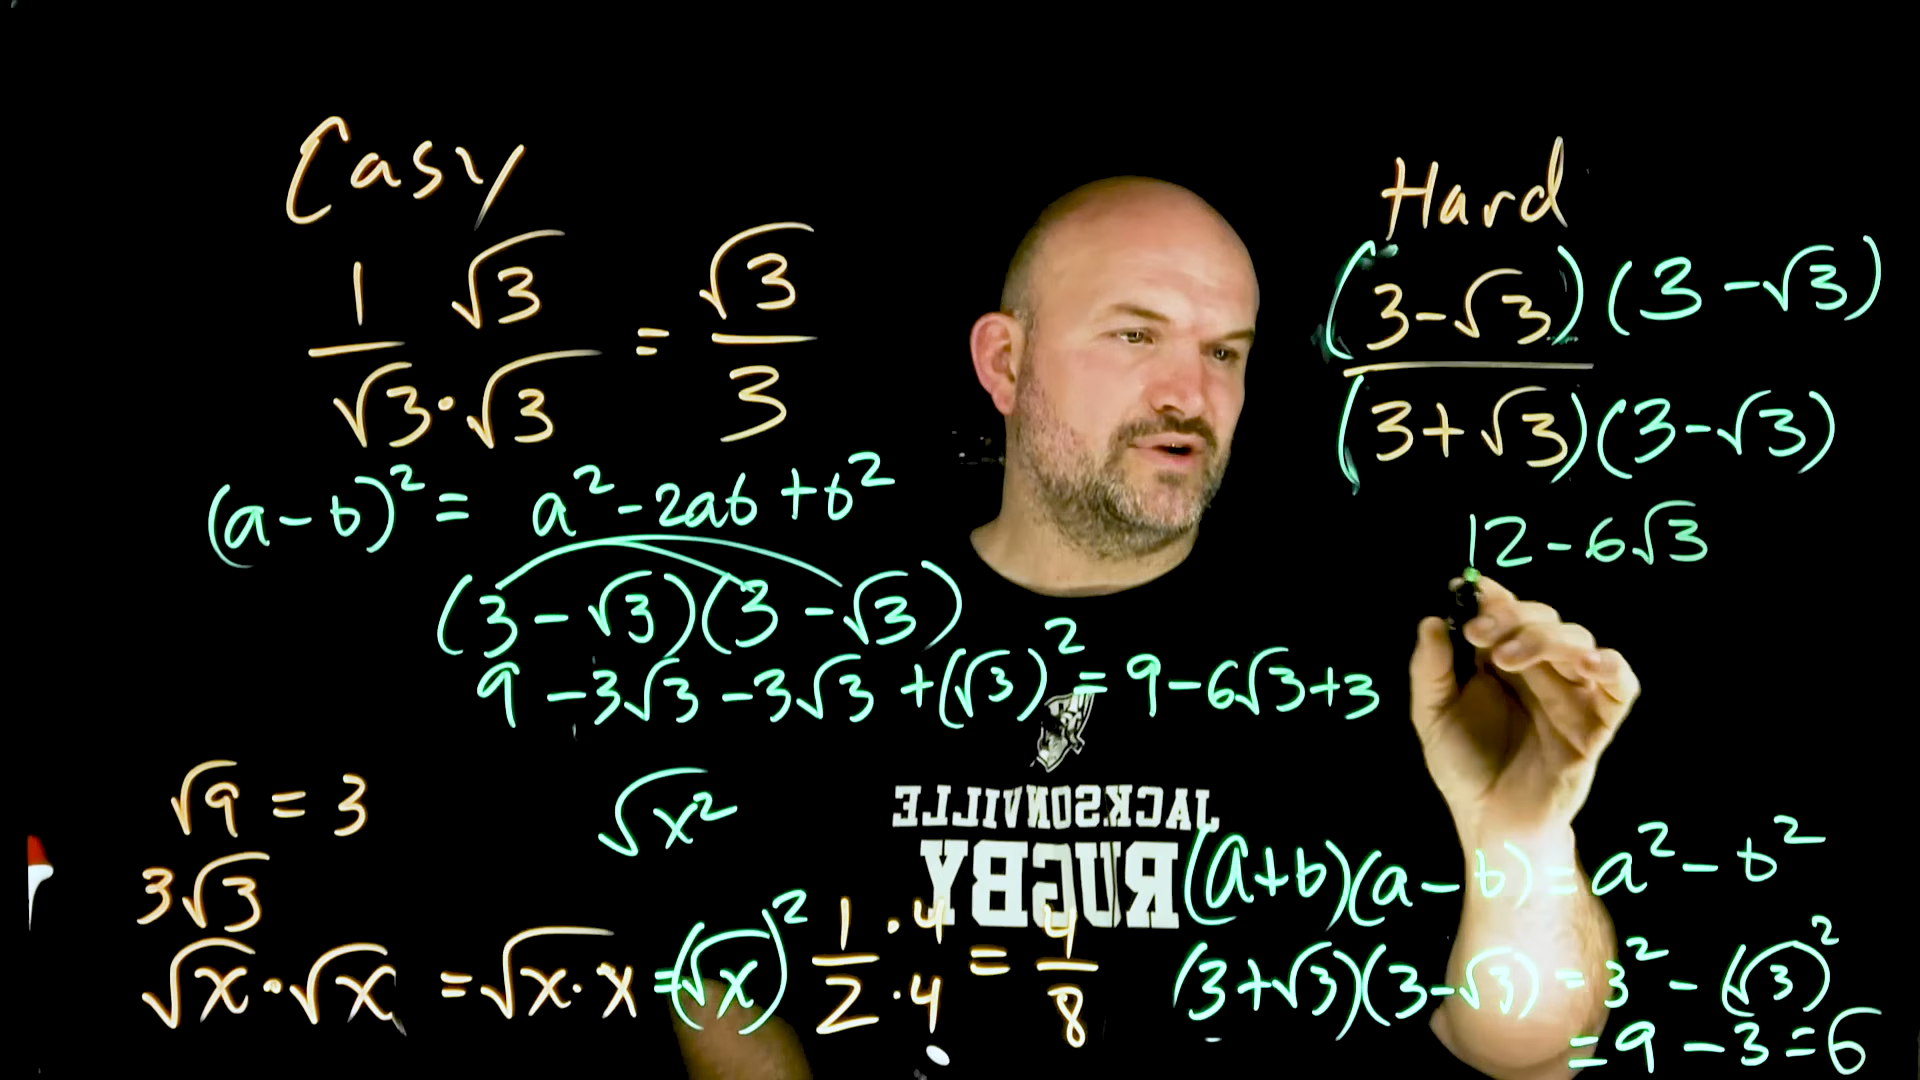 Easy
Hard
1 √3
√3·√3
=
√3
3
(3-√3)(3-√3)
(3+√3)(3-√3)
12-6√3
(a-b)²= a²-2ab+b²
(3-√3)(3-√3)
9-3√3-3√3+(√3)²=9-6√3+3
√9=3
3√3
√x²
√x·√x=√x·x=(√x)²
1·4
2·4
=
4
8
JACKSONVILLE
RUGBY
(a+b)(a-b)=a²-b²
(3+√3)(3-√3)=3²-(√3)²
=9-3=6